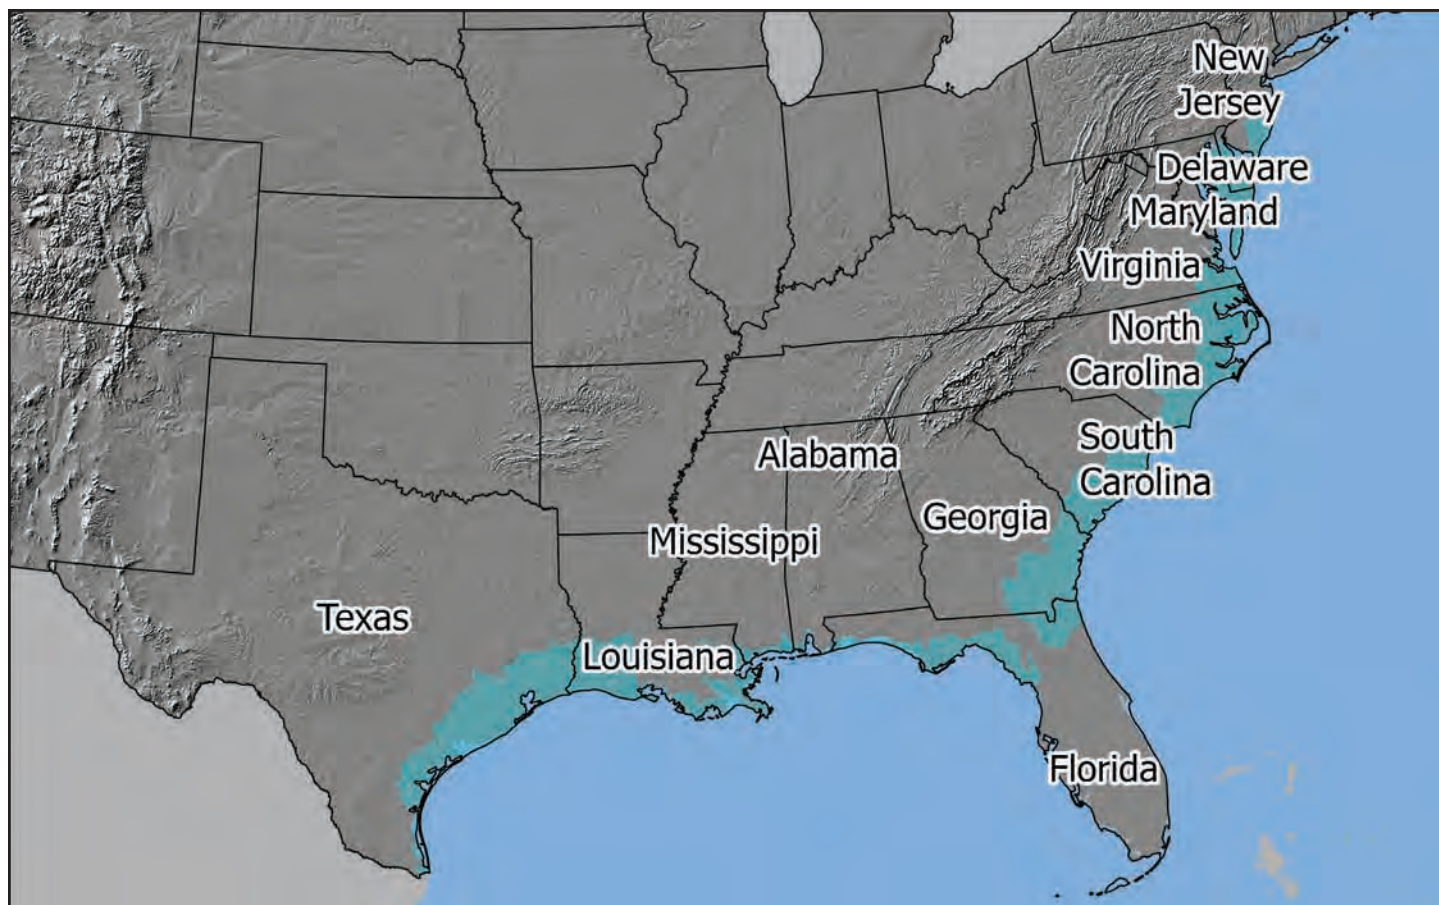 New
Jersey
Delaware
Maryland
Virginia
North
Carolina
South
Carolina
Alabama
Georgia
Mississippi
Texas
Louisiana
Florida